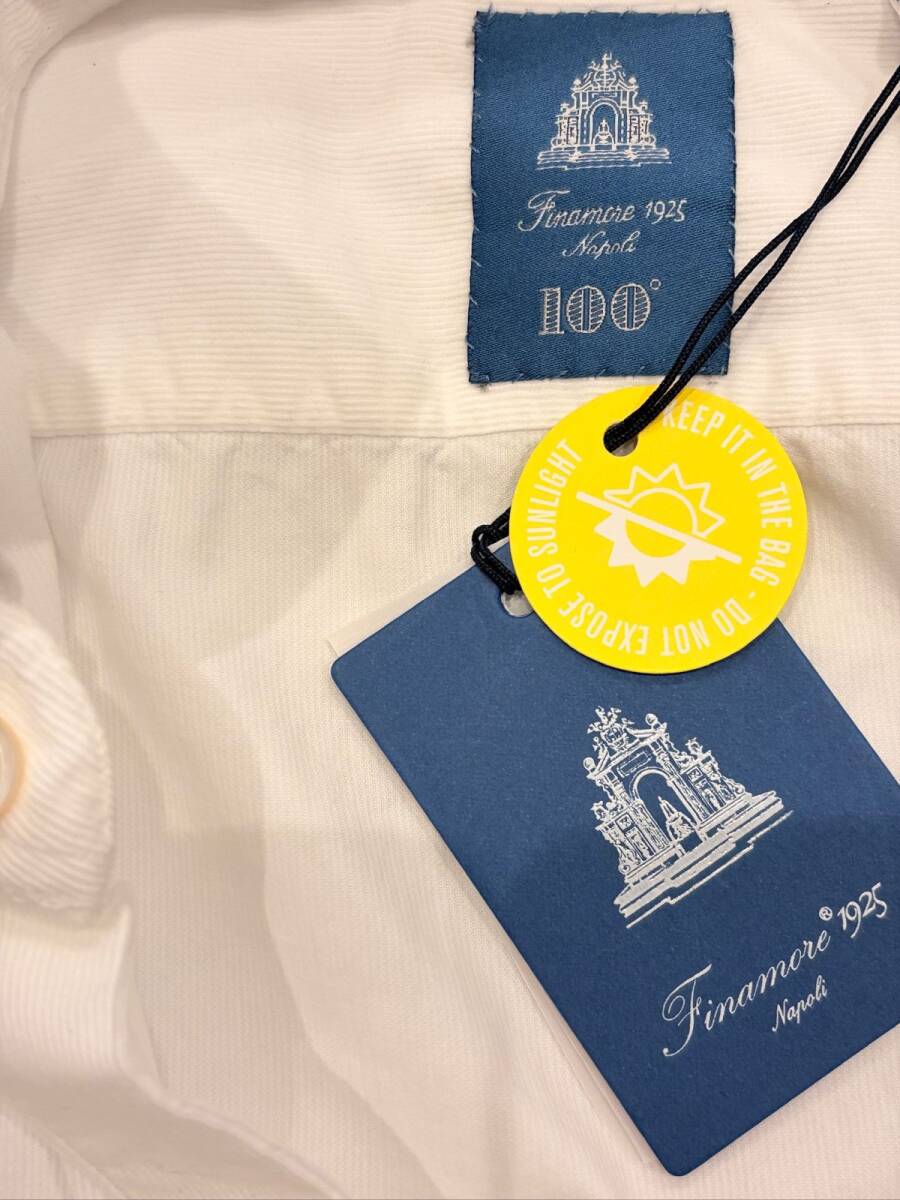 Finamore 1925
Napoli
100°
KEEP IT IN THE BAG - DO NOT EXPOSE TO SUNLIGHT
Finamore® 1925
Napoli